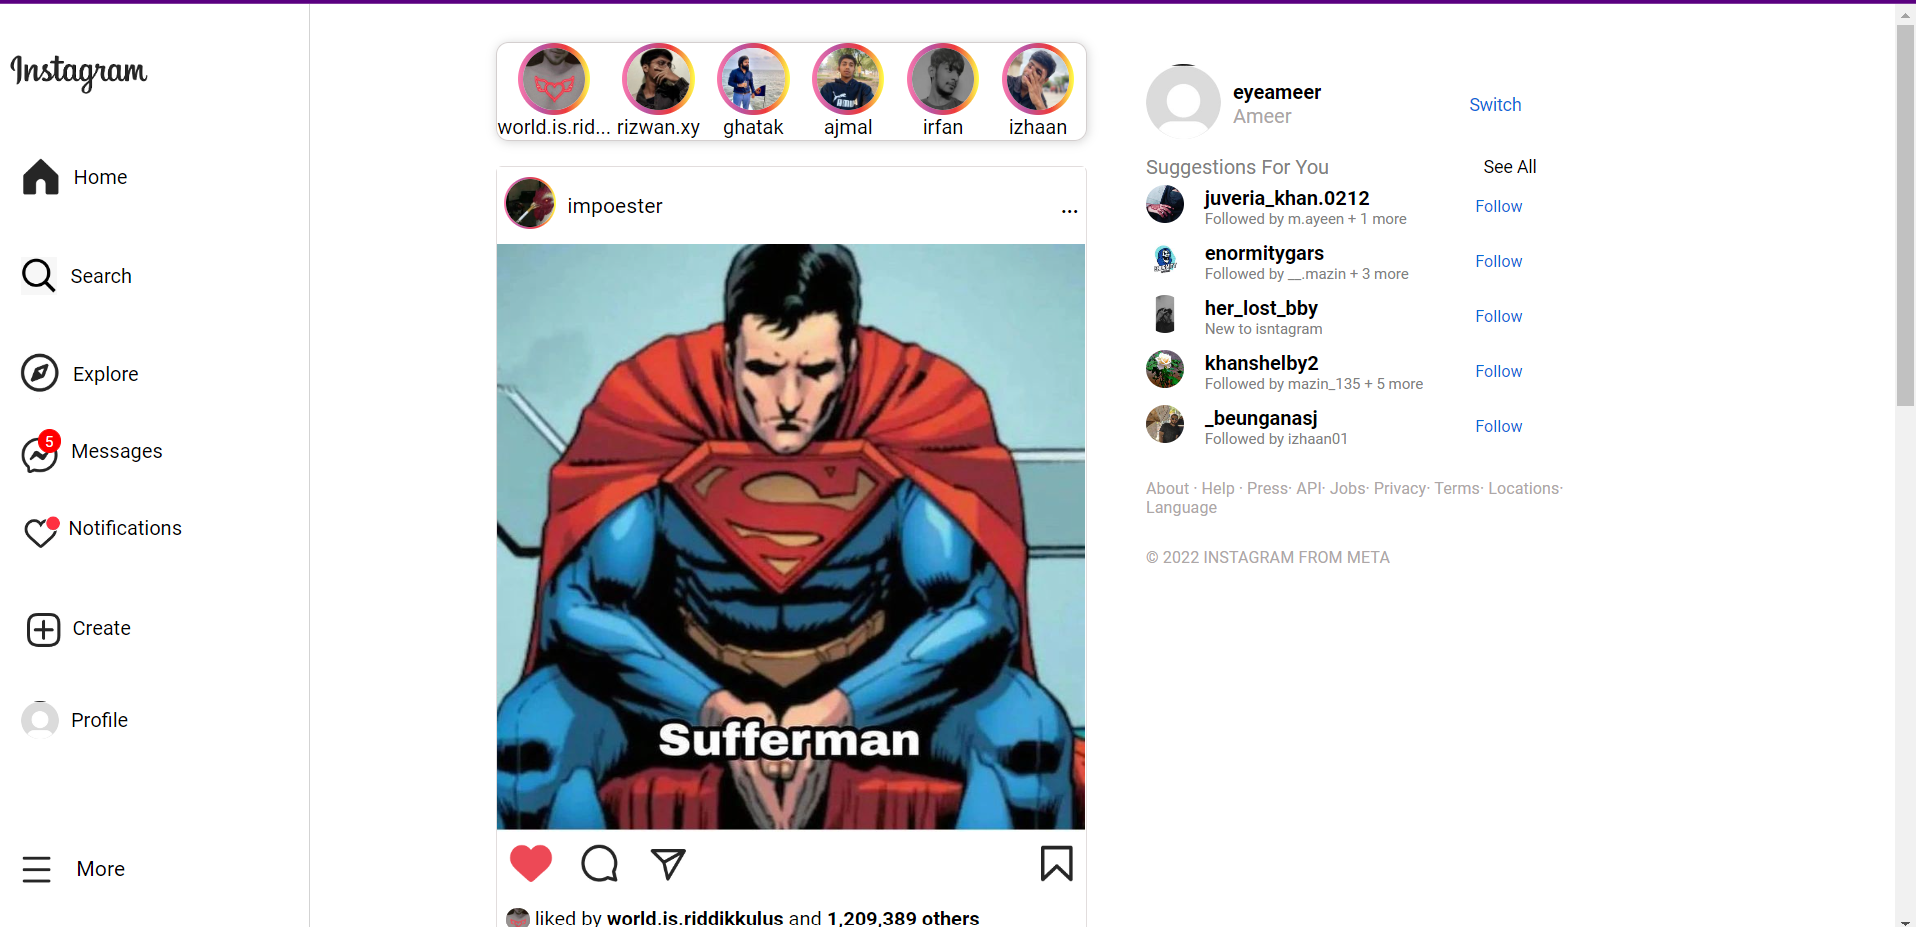 Instagram
Home
Search
Explore
5
Messages
Notifications
Create
Profile
More
world.is.rid... rizwan.xy ghatak ajmal irfan izhaan
impoester ...
Sufferman
liked by world.is.riddikkulus and 1,209,389 others
eyeameer
Ameer
Switch
Suggestions For You See All
juveria_khan.0212
Followed by m.ayeen + 1 more
Follow
enormitygars
Followed by __.mazin + 3 more
Follow
her_lost_bby
New to isntagram
Follow
khanshelby2
Followed by mazin_135 + 5 more
Follow
_beunganasj
Followed by izhaan01
Follow
About · Help · Press· API· Jobs· Privacy· Terms· Locations·
Language
© 2022 INSTAGRAM FROM META